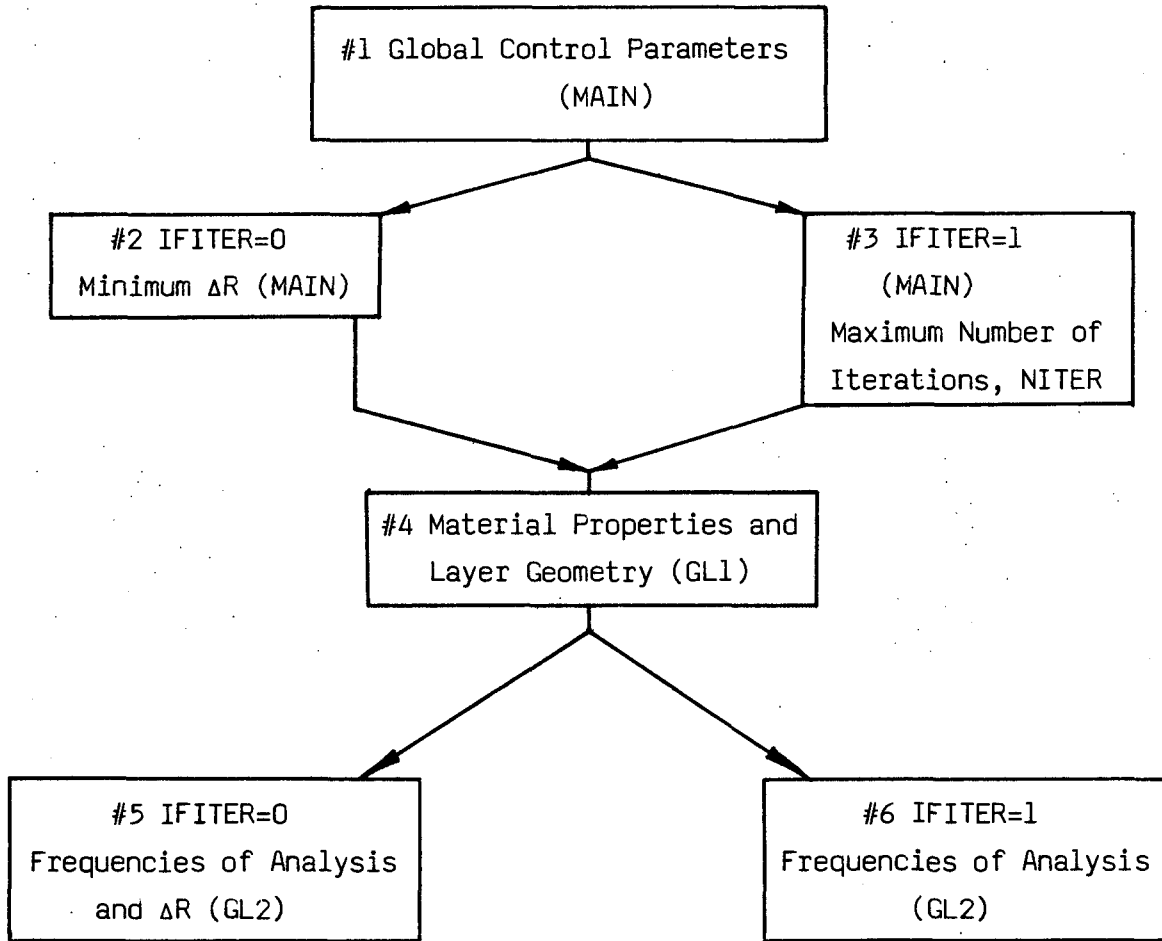 #1 Global Control Parameters
(MAIN)
#2 IFITER=0
Minimum ΔR (MAIN)
#3 IFITER=1
(MAIN)
Maximum Number of
Iterations, NITER
#4 Material Properties and
Layer Geometry (GL1)
#5 IFITER=0
Frequencies of Analysis
and ΔR (GL2)
#6 IFITER=1
Frequencies of Analysis
(GL2)